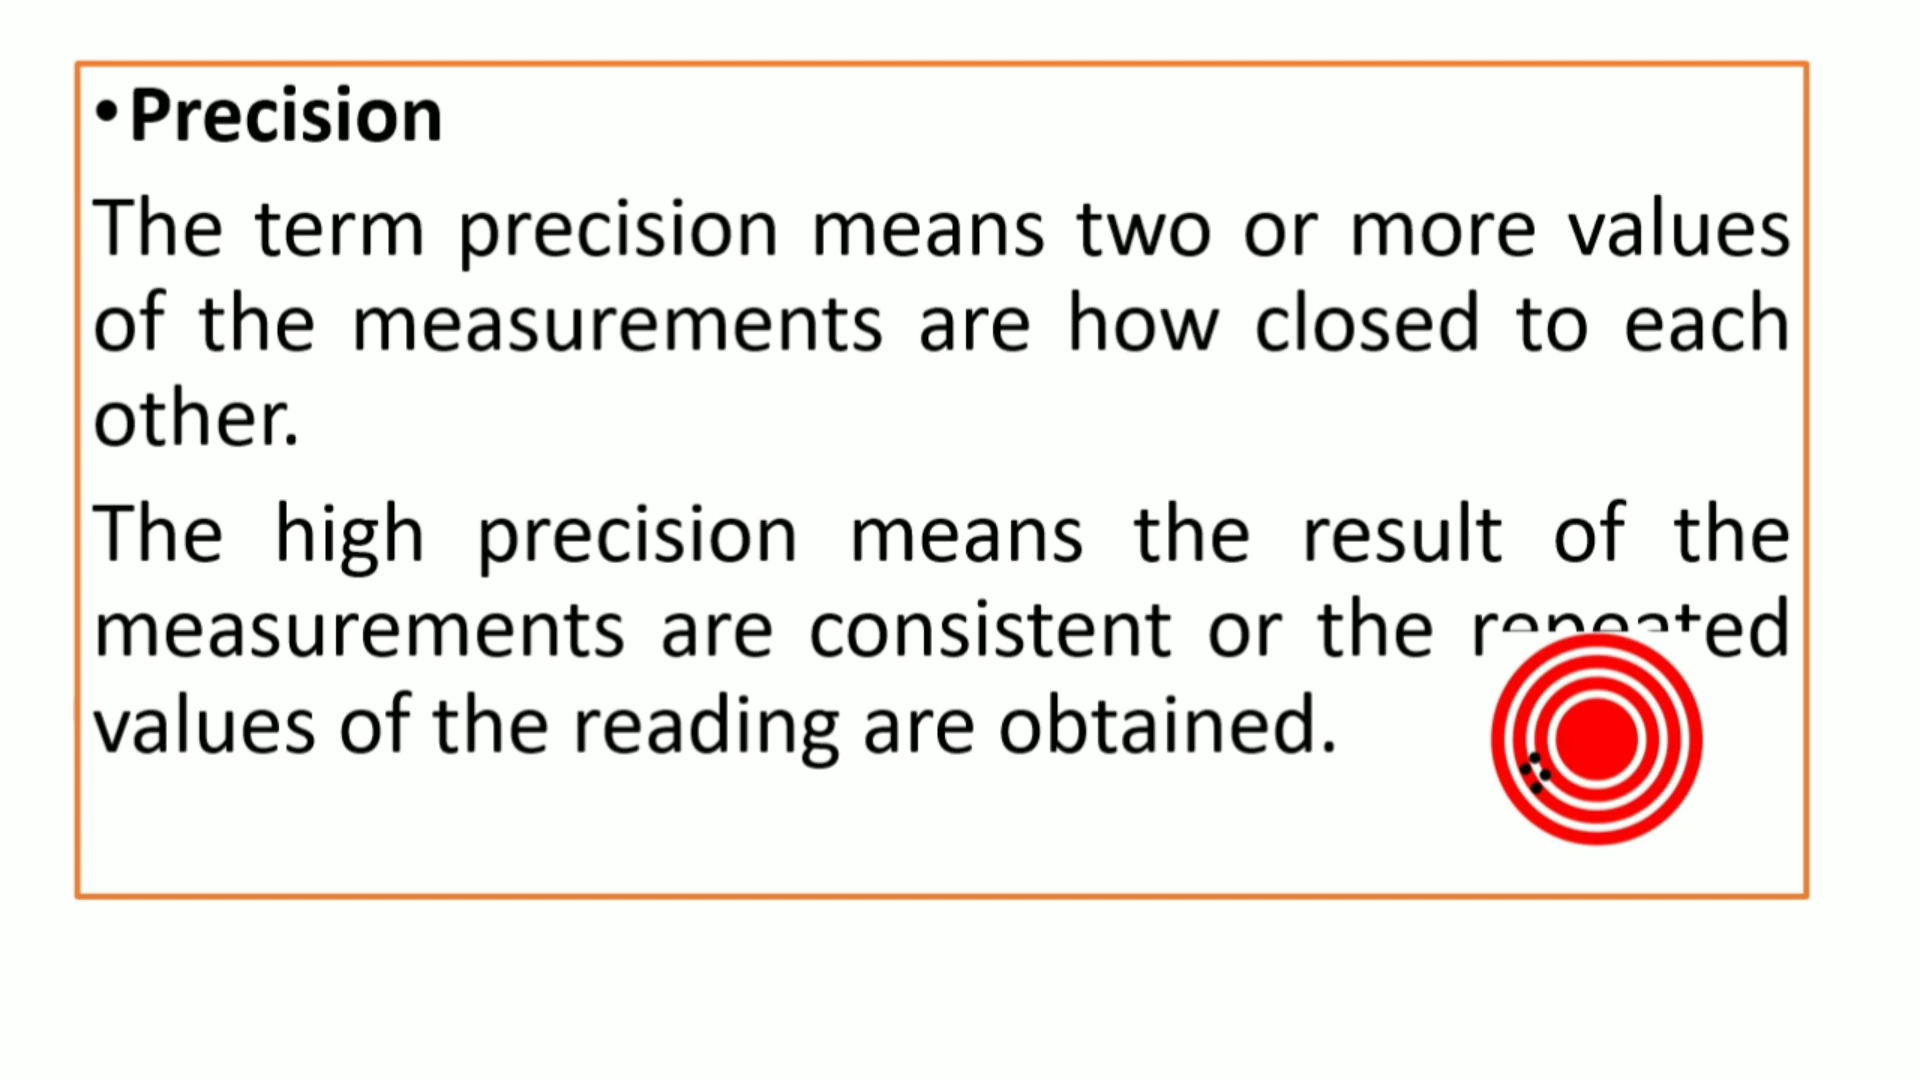 •Precision
The term precision means two or more values
of the measurements are how closed to each
other.
The high precision means the result of the
measurements are consistent or the repeated
values of the reading are obtained.